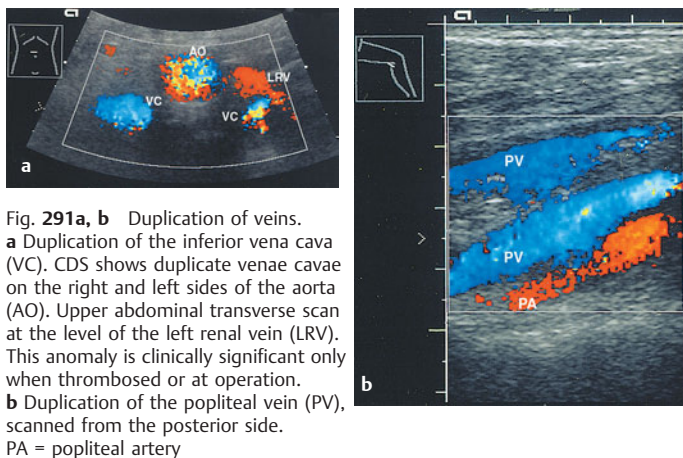 AO
LRV
VC
VC
a
Fig. 291a, b Duplication of veins.
a Duplication of the inferior vena cava
(VC). CDS shows duplicate venae cavae
on the right and left sides of the aorta
(AO). Upper abdominal transverse scan
at the level of the left renal vein (LRV).
This anomaly is clinically significant only
when thrombosed or at operation.
b Duplication of the popliteal vein (PV),
scanned from the posterior side.
PA = popliteal artery
PV
PV
PA
b